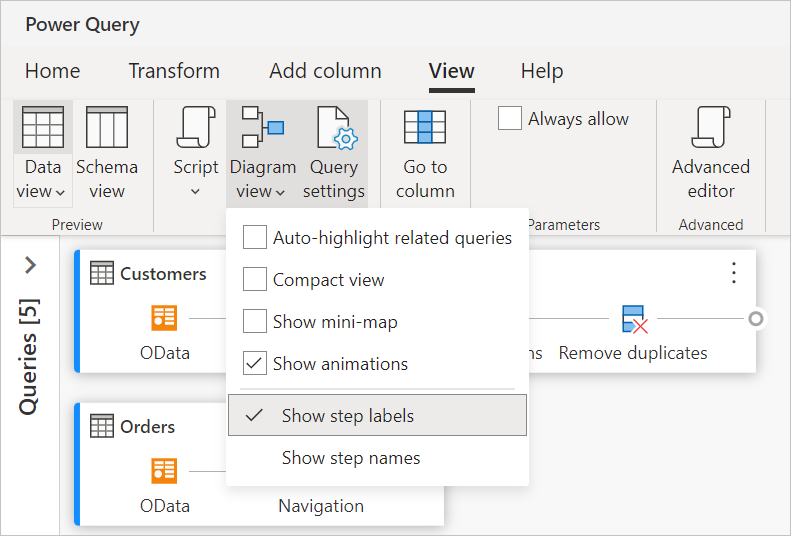 Power Query
Home Transform Add column View Help
Data view
Schema view
Script
Diagram view
Query settings
Go to column
Always allow
Advanced editor
Preview
Parameters
Advanced
Auto-highlight related queries
Compact view
Show mini-map
Show animations
Show step labels
Show step names
Queries [5]
Customers
OData
ns
Remove duplicates
Orders
OData
Navigation